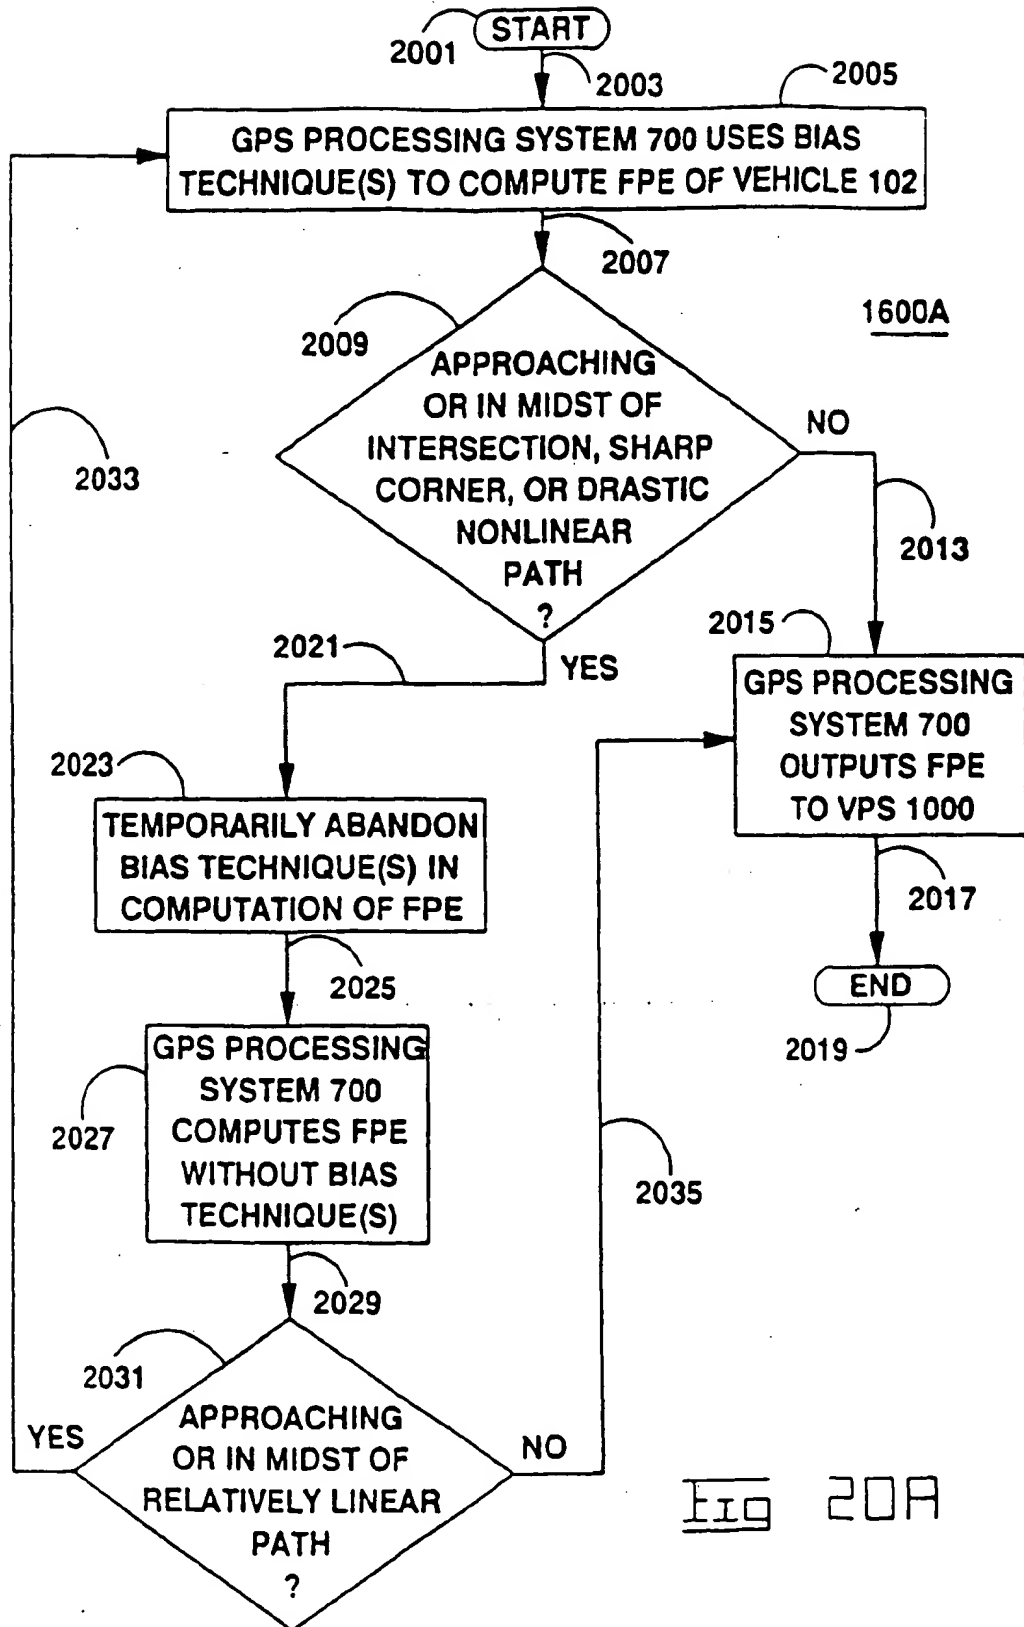 START
2001
2003
2005
GPS PROCESSING SYSTEM 700 USES BIAS
TECHNIQUE(S) TO COMPUTE FPE OF VEHICLE 102
2007
1600A
2009
APPROACHING
OR IN MIDST OF
INTERSECTION, SHARP
CORNER, OR DRASTIC
NONLINEAR
PATH
?
NO
2033
2013
2015
2021
YES
GPS PROCESSING
SYSTEM 700
OUTPUTS FPE
TO VPS 1000
2023
TEMPORARILY ABANDON
BIAS TECHNIQUE(S) IN
COMPUTATION OF FPE
2017
2025
END
2019
GPS PROCESSING
SYSTEM 700
COMPUTES FPE
WITHOUT BIAS
TECHNIQUE(S)
2027
2035
2029
2031
YES
APPROACHING
OR IN MIDST OF
RELATIVELY LINEAR
PATH
?
NO
Fig 20A